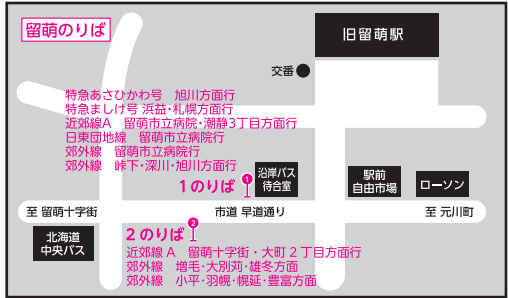 留萌のりば
旧留萌駅
交番
特急あさひかわ号　旭川方面行
特急ましけ号 浜益・札幌方面行
近郊線A　留萌市立病院・潮静3丁目方面行
日東団地線　留萌市立病院行
郊外線　留萌市立病院行
郊外線　峠下・深川・旭川方面行
1のりば
1
沿岸バス
待合室
駅前
自由市場
ローソン
至 留萌十字街
市道 早道通り
至 元川町
北海道
中央バス
2のりば
2
近郊線A　留萌十字街・大町2丁目方面行
郊外線　増毛・大別苅・雄冬方面
郊外線　小平・羽幌・幌延・豊富方面